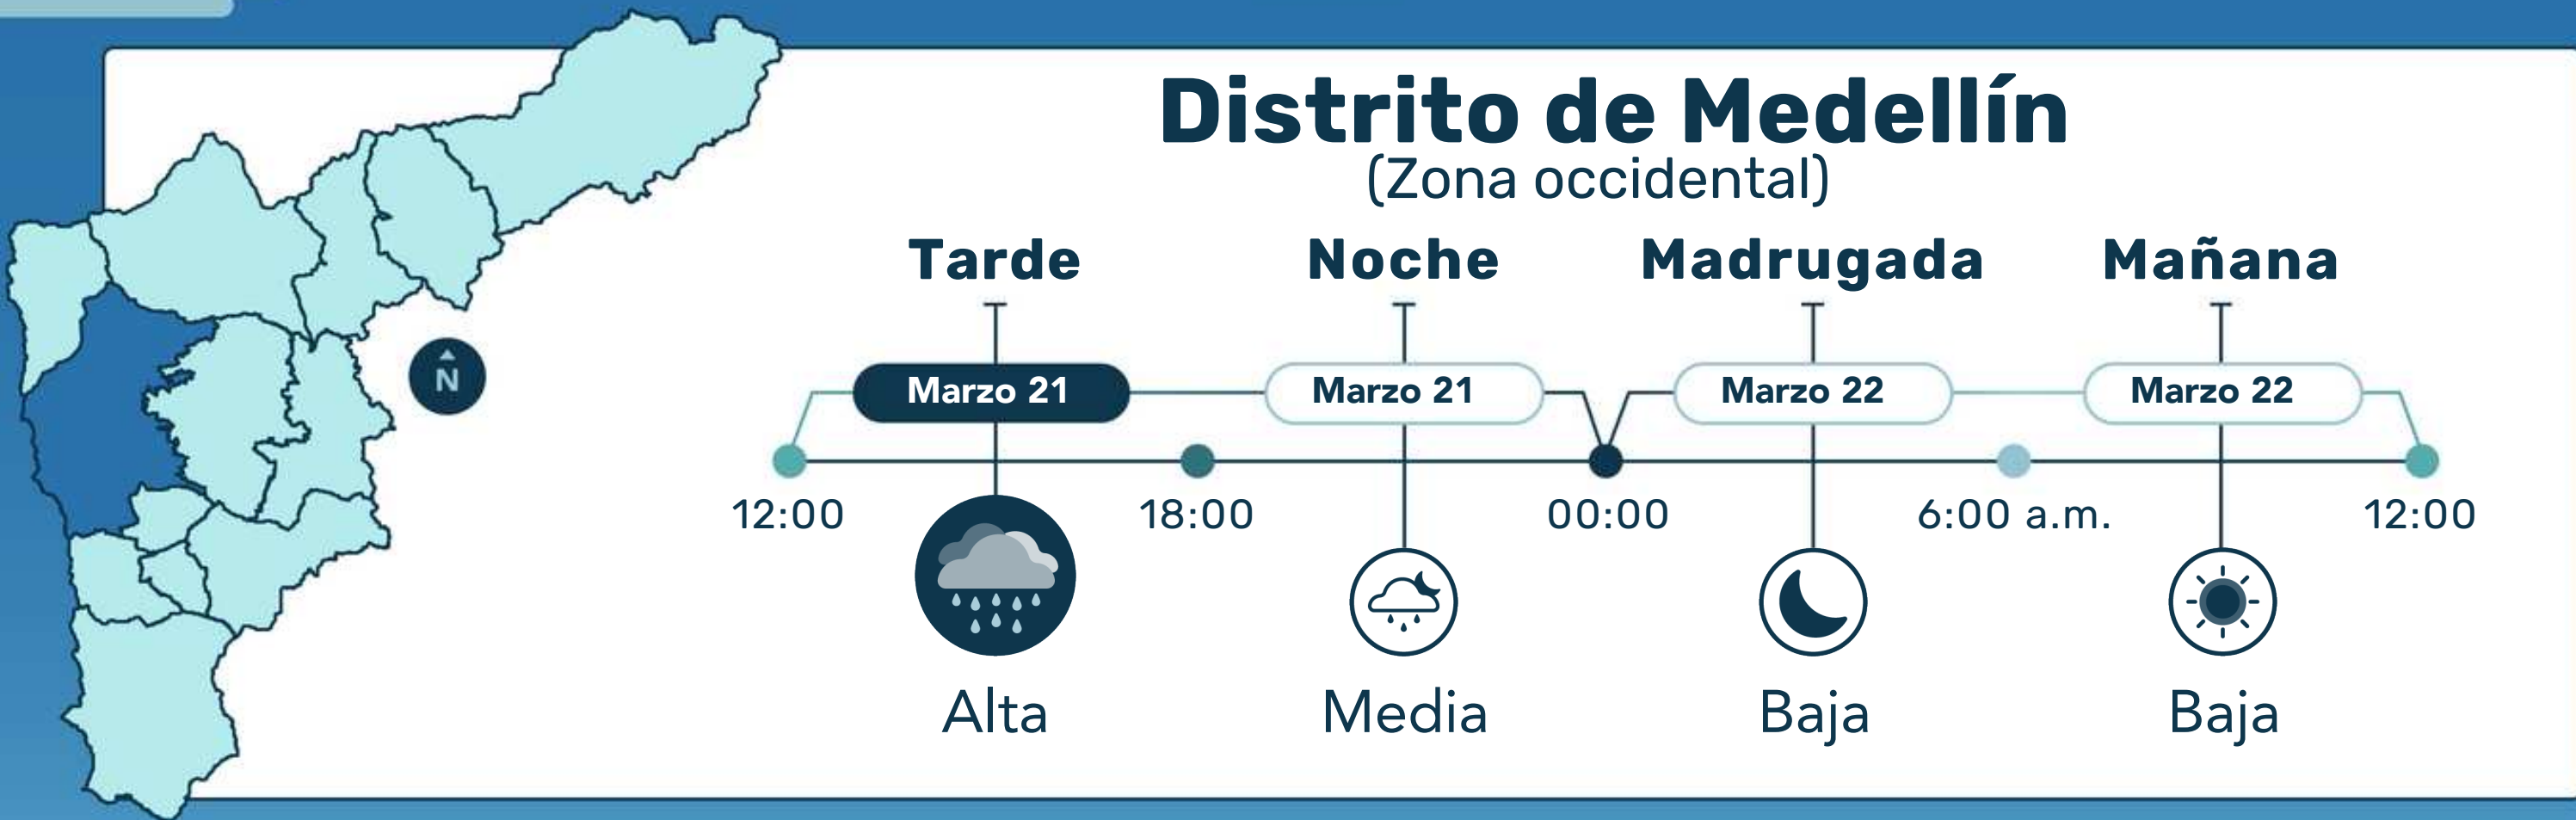 Distrito de Medellín
(Zona occidental)
Tarde Noche Madrugada Mañana
N
Marzo 21 Marzo 21 Marzo 22 Marzo 22
12:00 18:00 00:00 6:00 a.m. 12:00
Alta Media Baja Baja